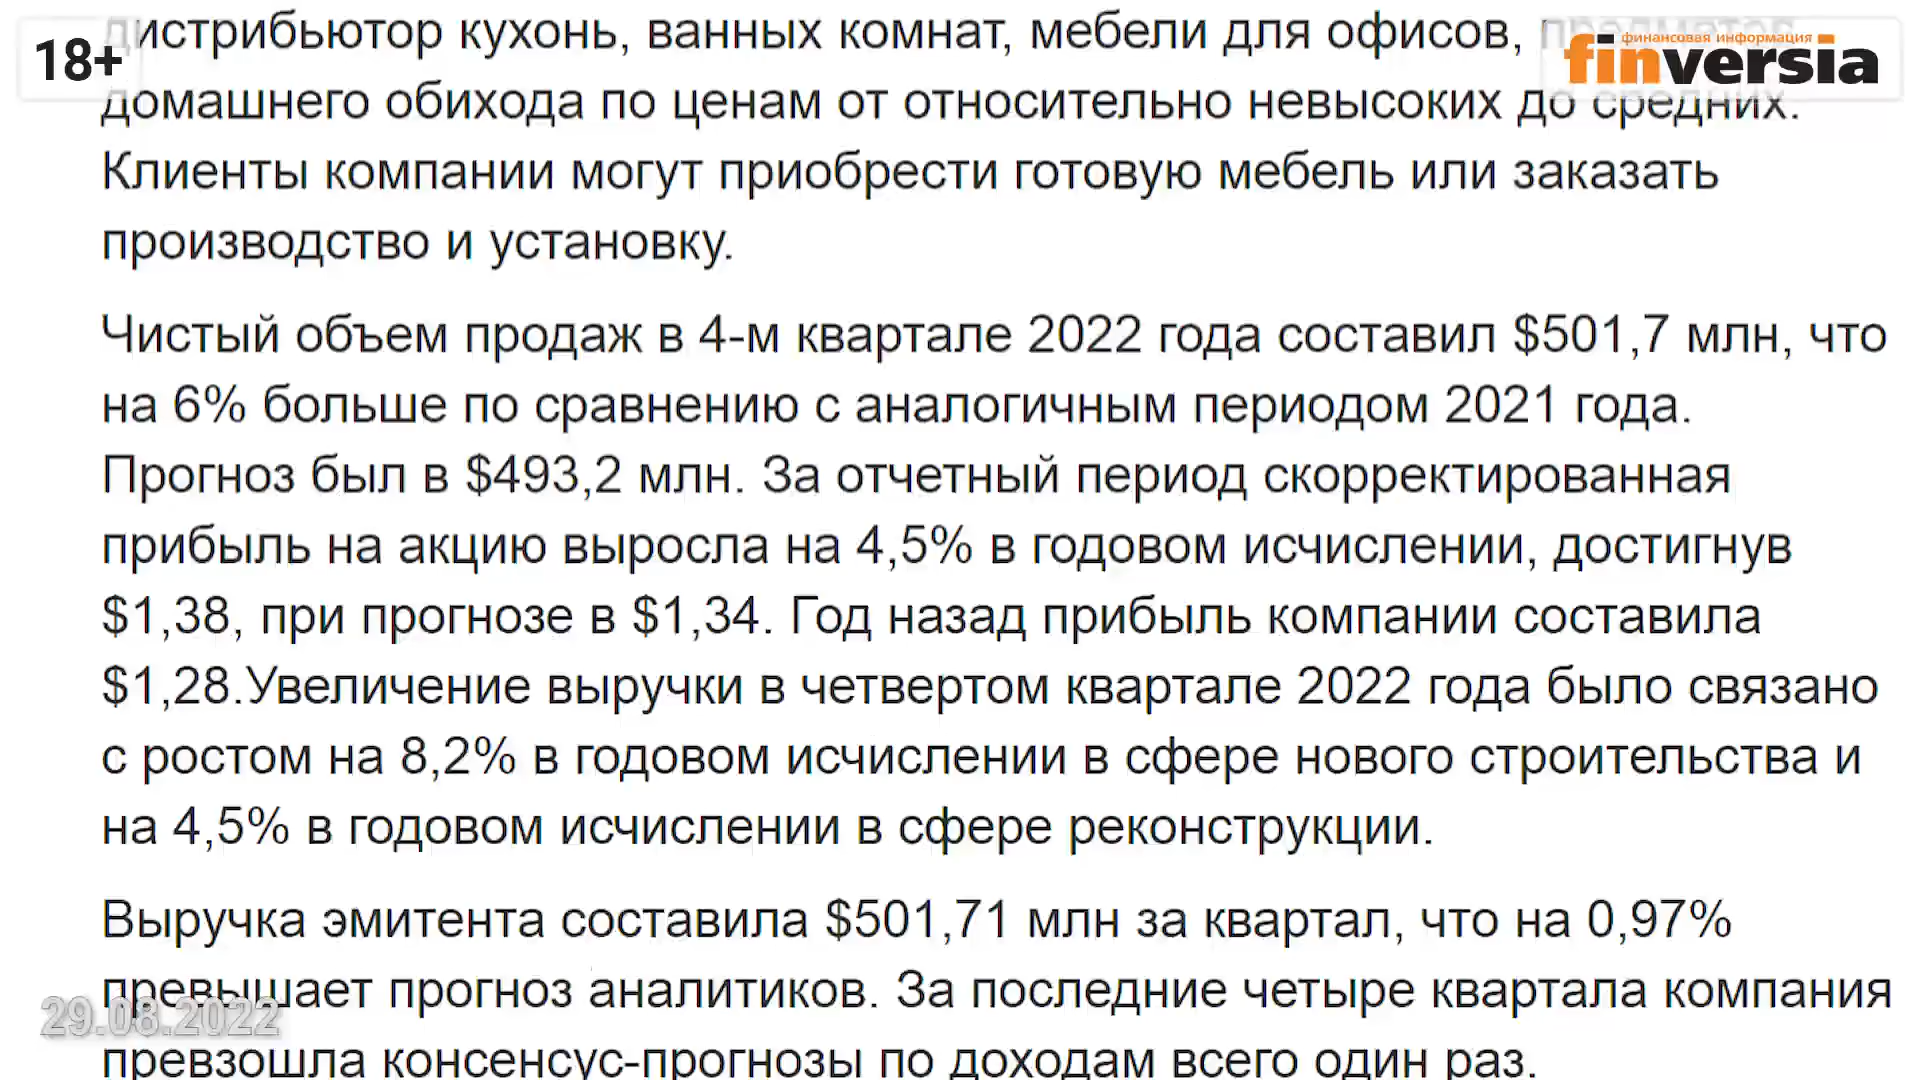 18+
финансовая информация
finversia
дистрибьютор кухонь, ванных комнат, мебели для офисов, предметов
домашнего обихода по ценам от относительно невысоких до средних.
Клиенты компании могут приобрести готовую мебель или заказать
производство и установку.
Чистый объем продаж в 4-м квартале 2022 года составил $501,7 млн, что
на 6% больше по сравнению с аналогичным периодом 2021 года.
Прогноз был в $493,2 млн. За отчетный период скорректированная
прибыль на акцию выросла на 4,5% в годовом исчислении, достигнув
$1,38, при прогнозе в $1,34. Год назад прибыль компании составила
$1,28.Увеличение выручки в четвертом квартале 2022 года было связано
с ростом на 8,2% в годовом исчислении в сфере нового строительства и
на 4,5% в годовом исчислении в сфере реконструкции.
Выручка эмитента составила $501,71 млн за квартал, что на 0,97%
превышает прогноз аналитиков. За последние четыре квартала компания
29.08.2022
превзошла консенсус-прогнозы по доходам всего один раз.